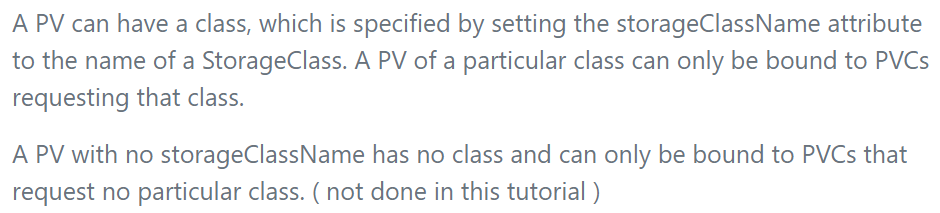 A PV can have a class, which is specified by setting the storageClassName attribute
to the name of a StorageClass. A PV of a particular class can only be bound to PVCs
requesting that class.
A PV with no storageClassName has no class and can only be bound to PVCs that
request no particular class. ( not done in this tutorial )